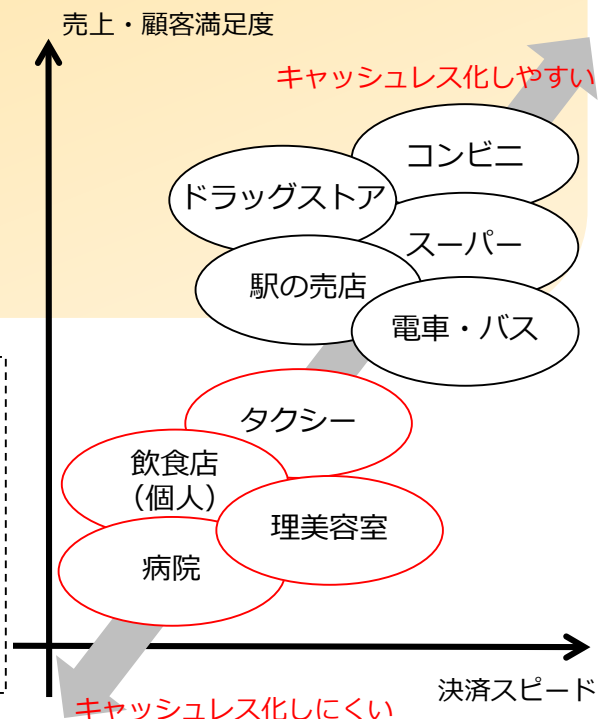 売上・顧客満足度
キャッシュレス化しやすい
コンビニ
ドラッグストア
スーパー
駅の売店
電車・バス
タクシー
飲食店
（個人）
理美容室
病院
決済スピード
キャッシュレス化しにくい